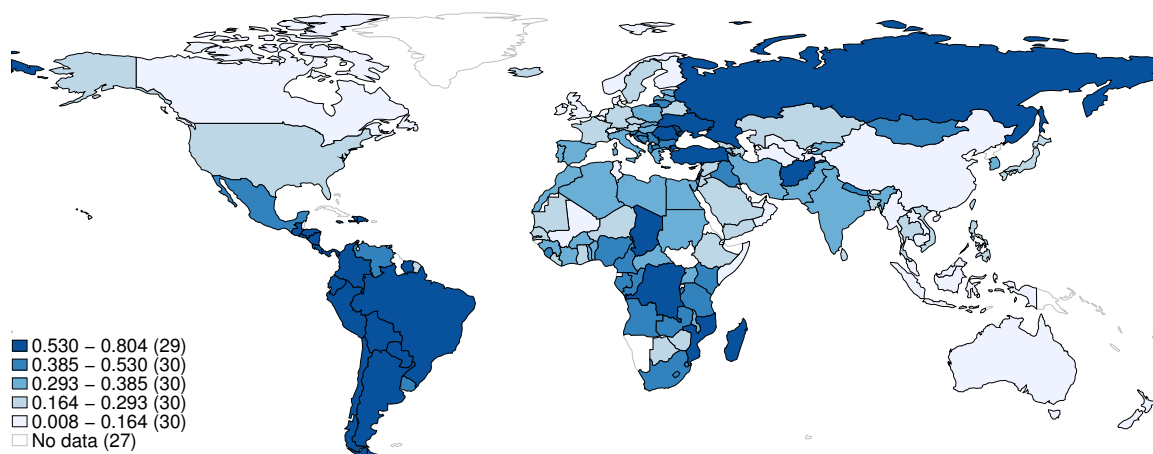 0.530 – 0.804 (29)
0.385 – 0.530 (30)
0.293 – 0.385 (30)
0.164 – 0.293 (30)
0.008 – 0.164 (30)
No data (27)